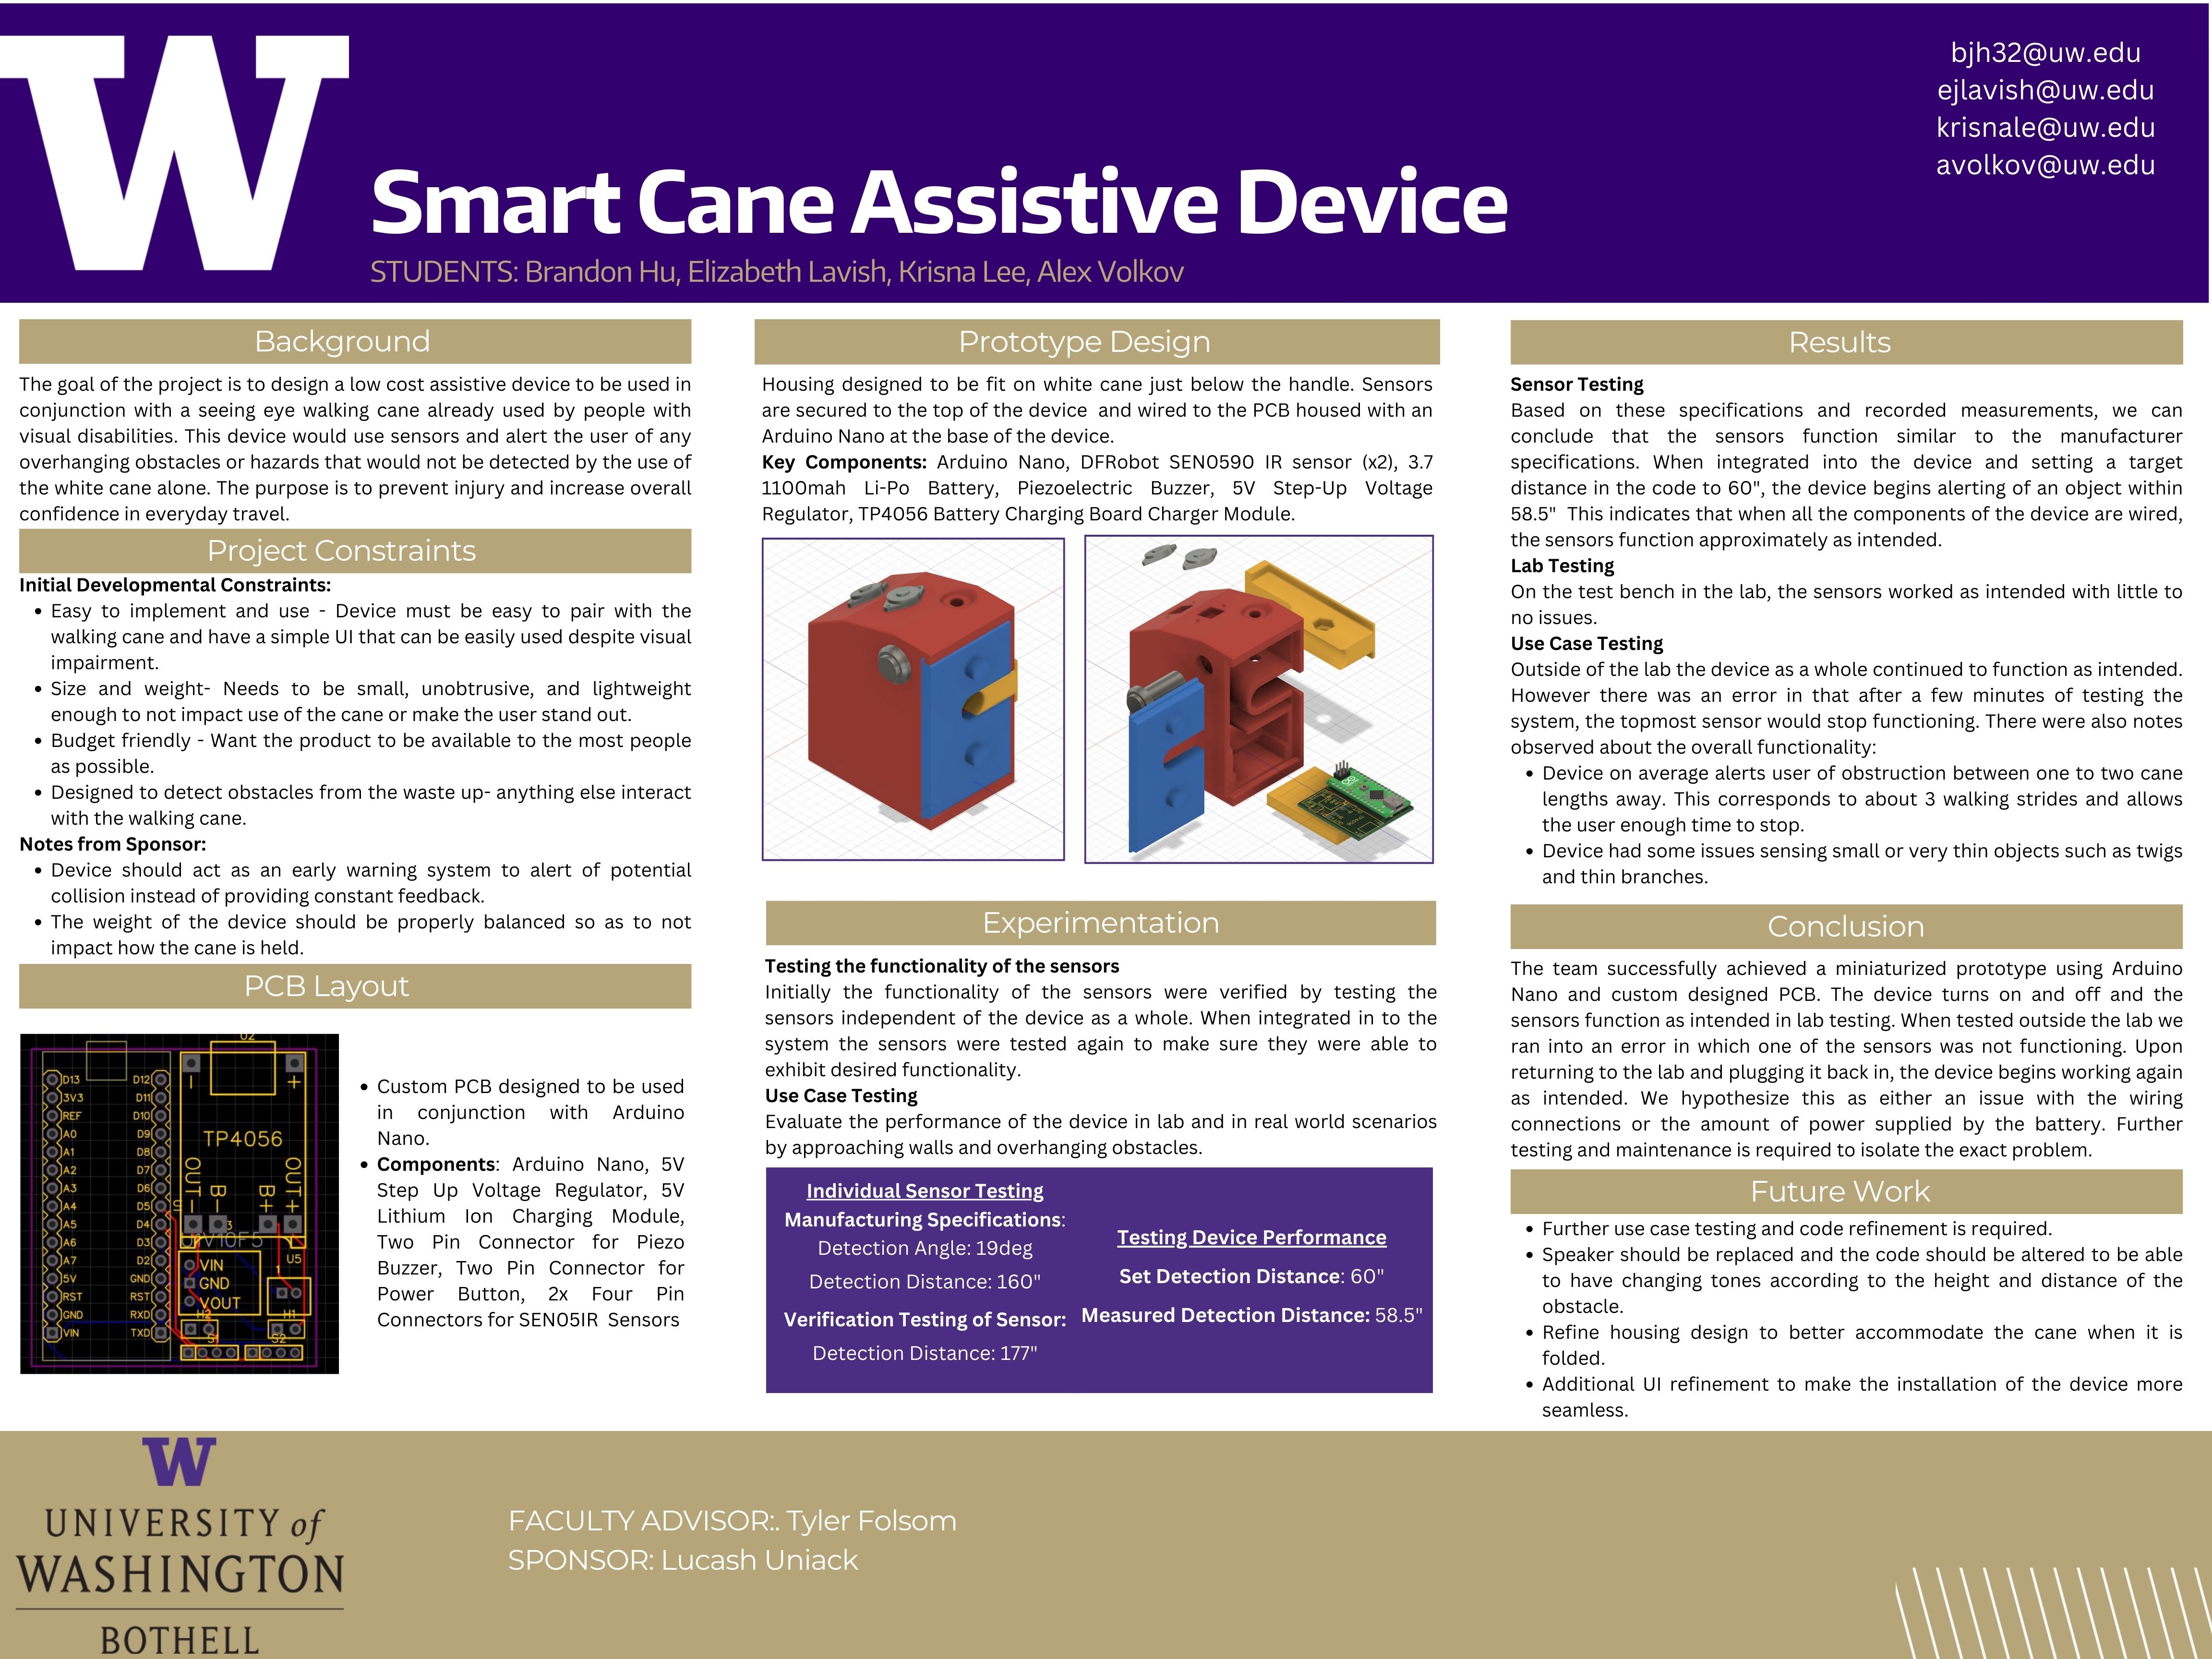 W
bjh32@uw.edu
ejlavish@uw.edu
krisnale@uw.edu
avolkov@uw.edu
Smart Cane Assistive Device
STUDENTS: Brandon Hu, Elizabeth Lavish, Krisna Lee, Alex Volkov
Background
The goal of the project is to design a low cost assistive device to be used in
conjunction with a seeing eye walking cane already used by people with
visual disabilities. This device would use sensors and alert the user of any
overhanging obstacles or hazards that would not be detected by the use of
the white cane alone. The purpose is to prevent injury and increase overall
confidence in everyday travel.
Project Constraints
Initial Developmental Constraints:
• Easy to implement and use - Device must be easy to pair with the
walking cane and have a simple UI that can be easily used despite visual
impairment.
• Size and weight- Needs to be small, unobtrusive, and lightweight
enough to not impact use of the cane or make the user stand out.
• Budget friendly - Want the product to be available to the most people
as possible.
• Designed to detect obstacles from the waste up- anything else interact
with the walking cane.
Notes from Sponsor:
• Device should act as an early warning system to alert of potential
collision instead of providing constant feedback.
• The weight of the device should be properly balanced so as to not
impact how the cane is held.
PCB Layout
U2
D13
3V3
REF
A0
A1
A2
A3
A4
A5
A6
A7
5V
RST
GND
VIN
D12
D11
D10
D9
D8
D7
D6
D5
D4
D3
D2
GND
RST
RXD
TXD
TP4056
OUT-
B-
B+
OUT+
U5
VIN
GND
VOUT
H2
H1
S1
S2
• Custom PCB designed to be used
in conjunction with Arduino
Nano.
• Components: Arduino Nano, 5V
Step Up Voltage Regulator, 5V
Lithium Ion Charging Module,
Two Pin Connector for Piezo
Buzzer, Two Pin Connector for
Power Button, 2x Four Pin
Connectors for SEN05IR Sensors
Prototype Design
Housing designed to be fit on white cane just below the handle. Sensors
are secured to the top of the device and wired to the PCB housed with an
Arduino Nano at the base of the device.
Key Components: Arduino Nano, DFRobot SEN0590 IR sensor (x2), 3.7
1100mah Li-Po Battery, Piezoelectric Buzzer, 5V Step-Up Voltage
Regulator, TP4056 Battery Charging Board Charger Module.
Experimentation
Testing the functionality of the sensors
Initially the functionality of the sensors were verified by testing the
sensors independent of the device as a whole. When integrated in to the
system the sensors were tested again to make sure they were able to
exhibit desired functionality.
Use Case Testing
Evaluate the performance of the device in lab and in real world scenarios
by approaching walls and overhanging obstacles.
Individual Sensor Testing
Manufacturing Specifications:
Detection Angle: 19deg
Detection Distance: 160"
Verification Testing of Sensor:
Detection Distance: 177"
Testing Device Performance
Set Detection Distance: 60"
Measured Detection Distance: 58.5"
Results
Sensor Testing
Based on these specifications and recorded measurements, we can
conclude that the sensors function similar to the manufacturer
specifications. When integrated into the device and setting a target
distance in the code to 60", the device begins alerting of an object within
58.5" This indicates that when all the components of the device are wired,
the sensors function approximately as intended.
Lab Testing
On the test bench in the lab, the sensors worked as intended with little to
no issues.
Use Case Testing
Outside of the lab the device as a whole continued to function as intended.
However there was an error in that after a few minutes of testing the
system, the topmost sensor would stop functioning. There were also notes
observed about the overall functionality:
• Device on average alerts user of obstruction between one to two cane
lengths away. This corresponds to about 3 walking strides and allows
the user enough time to stop.
• Device had some issues sensing small or very thin objects such as twigs
and thin branches.
Conclusion
The team successfully achieved a miniaturized prototype using Arduino
Nano and custom designed PCB. The device turns on and off and the
sensors function as intended in lab testing. When tested outside the lab we
ran into an error in which one of the sensors was not functioning. Upon
returning to the lab and plugging it back in, the device begins working again
as intended. We hypothesize this as either an issue with the wiring
connections or the amount of power supplied by the battery. Further
testing and maintenance is required to isolate the exact problem.
Future Work
• Further use case testing and code refinement is required.
• Speaker should be replaced and the code should be altered to be able
to have changing tones according to the height and distance of the
obstacle.
• Refine housing design to better accommodate the cane when it is
folded.
• Additional UI refinement to make the installation of the device more
seamless.
W
UNIVERSITY of
WASHINGTON
BOTHELL
FACULTY ADVISOR:. Tyler Folsom
SPONSOR: Lucash Uniack